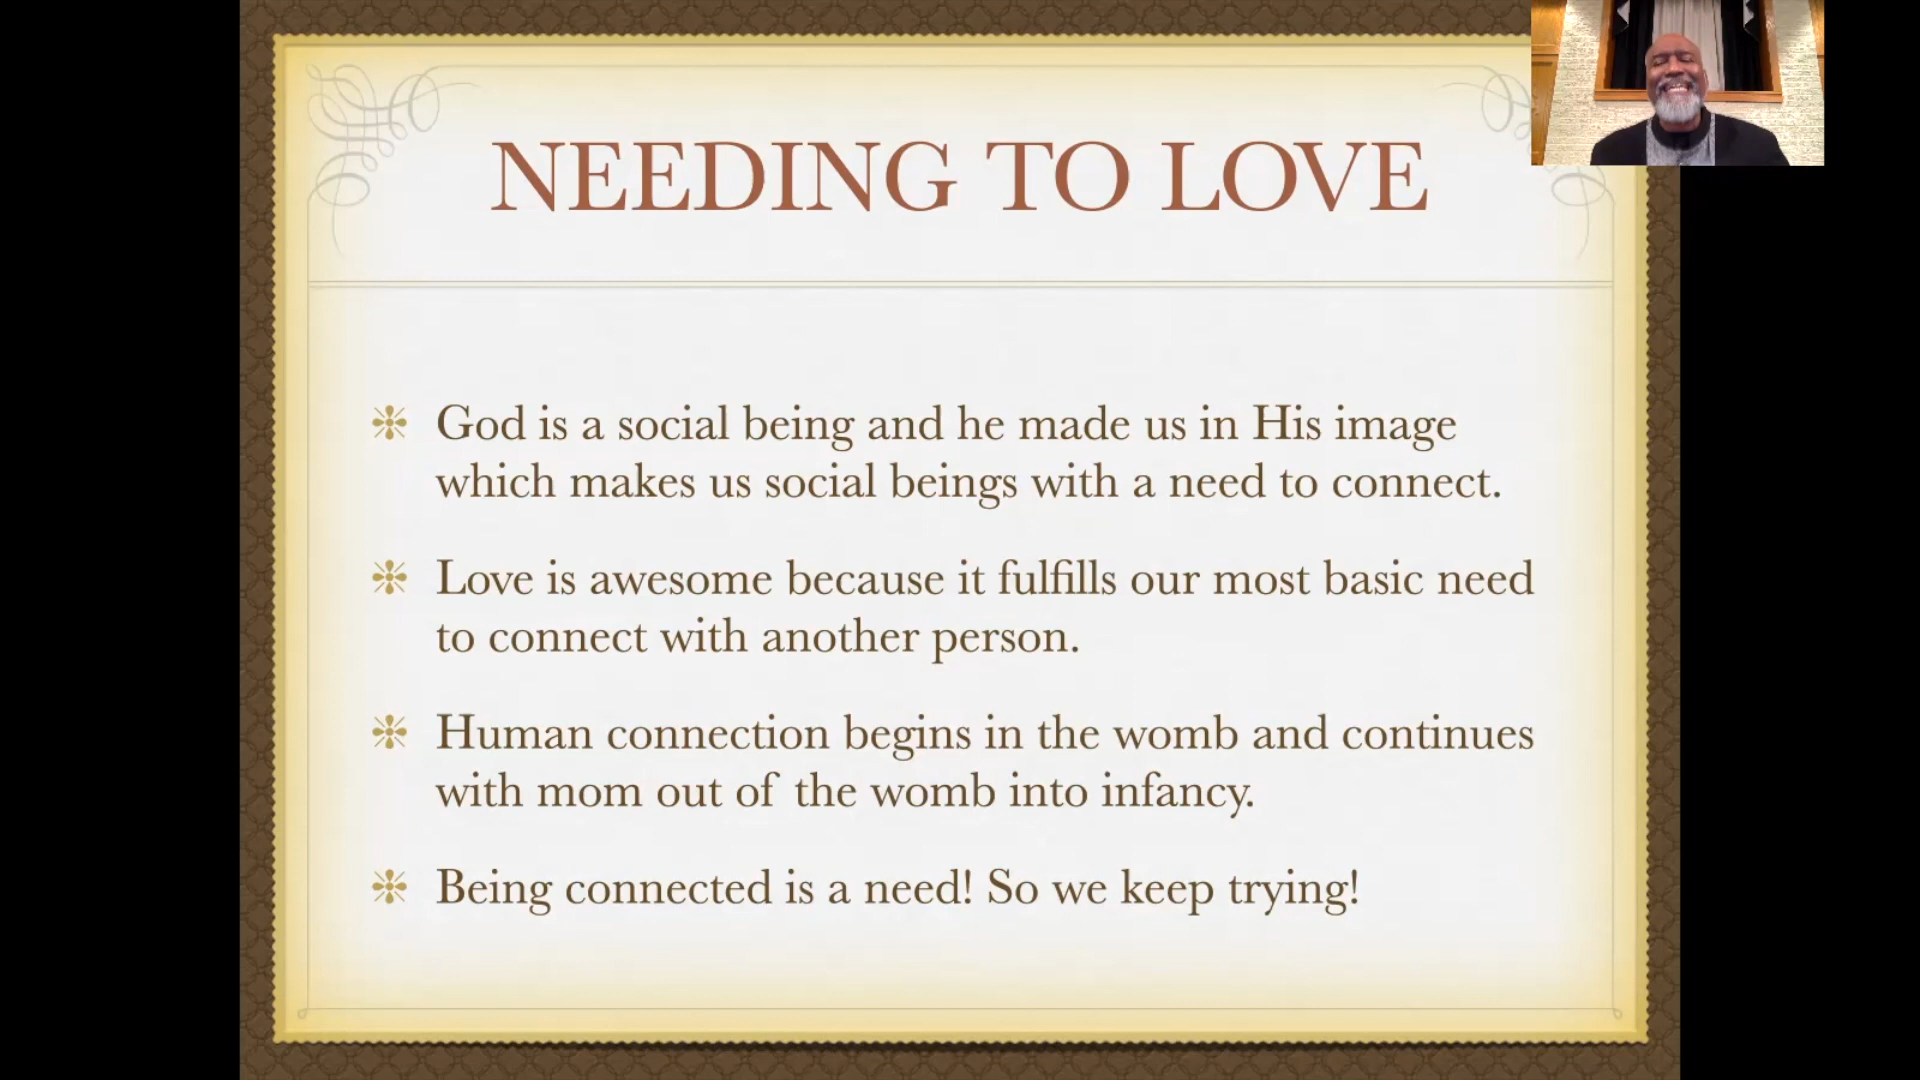 NEEDING TO LOVE
God is a social being and he made us in His image
which makes us social beings with a need to connect.
Love is awesome because it fulfills our most basic need
to connect with another person.
Human connection begins in the womb and continues
with mom out of the womb into infancy.
Being connected is a need! So we keep trying!